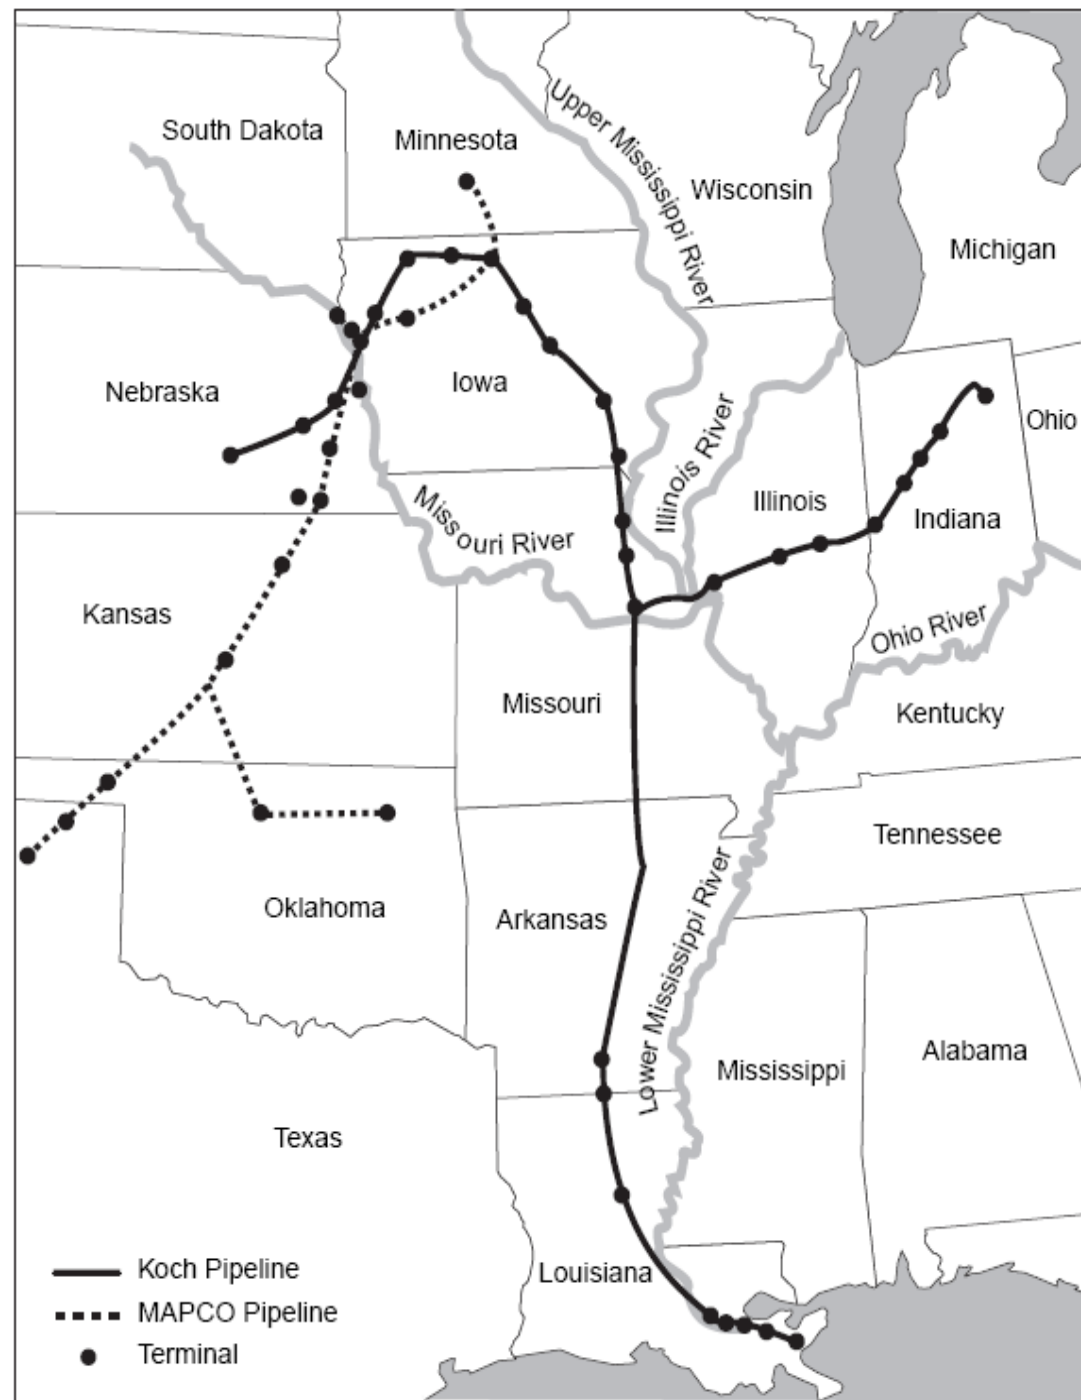 South Dakota
Minnesota
Upper Mississippi River
Wisconsin
Michigan
Nebraska
Iowa
Illinois River
Ohio
Missouri River
Illinois
Indiana
Kansas
Ohio River
Missouri
Kentucky
Tennessee
Oklahoma
Arkansas
Lower Mississippi River
Mississippi
Alabama
Texas
Louisiana
Koch Pipeline
MAPCO Pipeline
Terminal